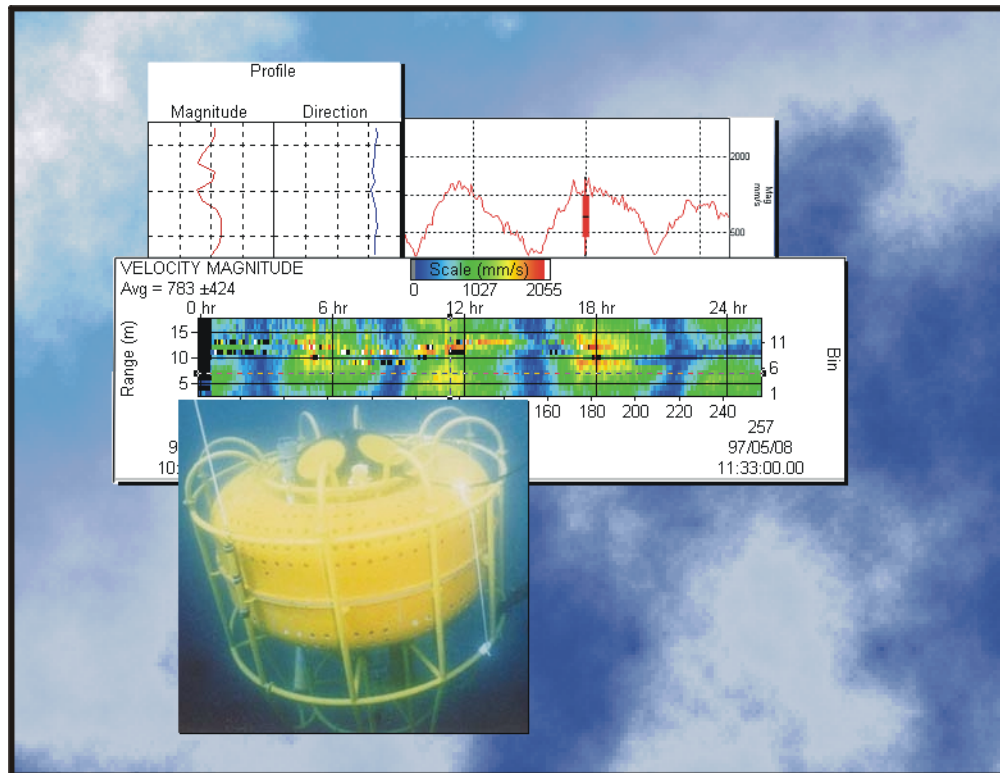 Profile
Magnitude Direction
2000
500
Mag
mm/s
VELOCITY MAGNITUDE
Avg = 783 ±424
Scale (mm/s)
0 1027 2055
0 hr 6 hr 12 hr 18 hr 24 hr
Range (m)
15
10
5
11
6
1
Bin
160 180 200 220 240
257
97/05/08
11:33:00.00
9
10: